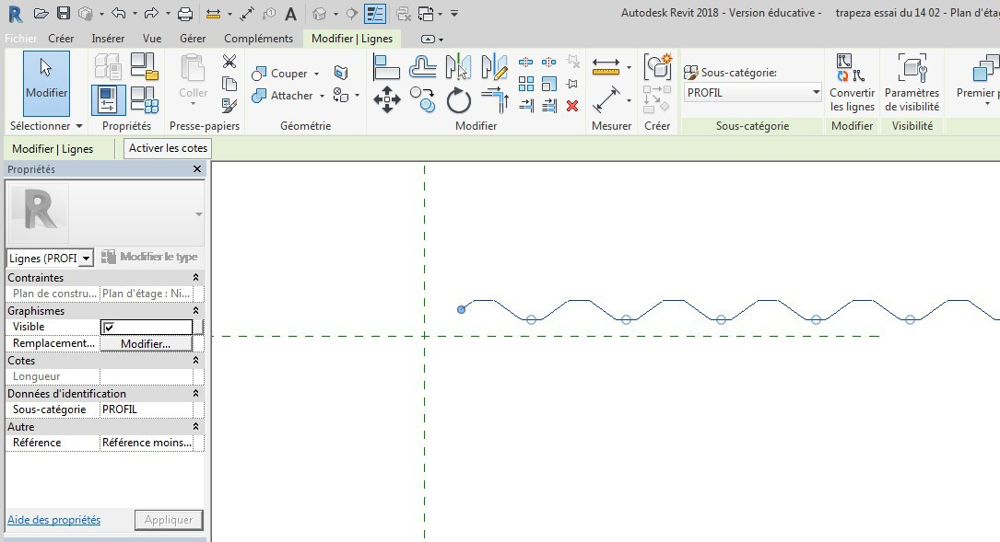 Autodesk Revit 2018 - Version éducative - trapeza essai du 14 02 - Plan d'éta
Fichier Créer Insérer Vue Gérer Compléments Modifier | Lignes
Modifier
Coller
Couper
Attacher
Sous-catégorie:
PROFIL
Convertir les lignes
Paramètres de visibilité
Premier p
Sélectionner Propriétés Presse-papiers Géométrie Modifier Mesurer Créer Sous-catégorie Modifier Visibilité
Modifier | Lignes Activer les cotes
Propriétés
Lignes (PROFI Modifier le type
Contraintes
Plan de constru... Plan d'étage : Ni...
Graphismes
Visible
Remplacement... Modifier...
Cotes
Longueur
Données d'identification
Sous-catégorie PROFIL
Autre
Référence Référence moins...
Aide des propriétés Appliquer